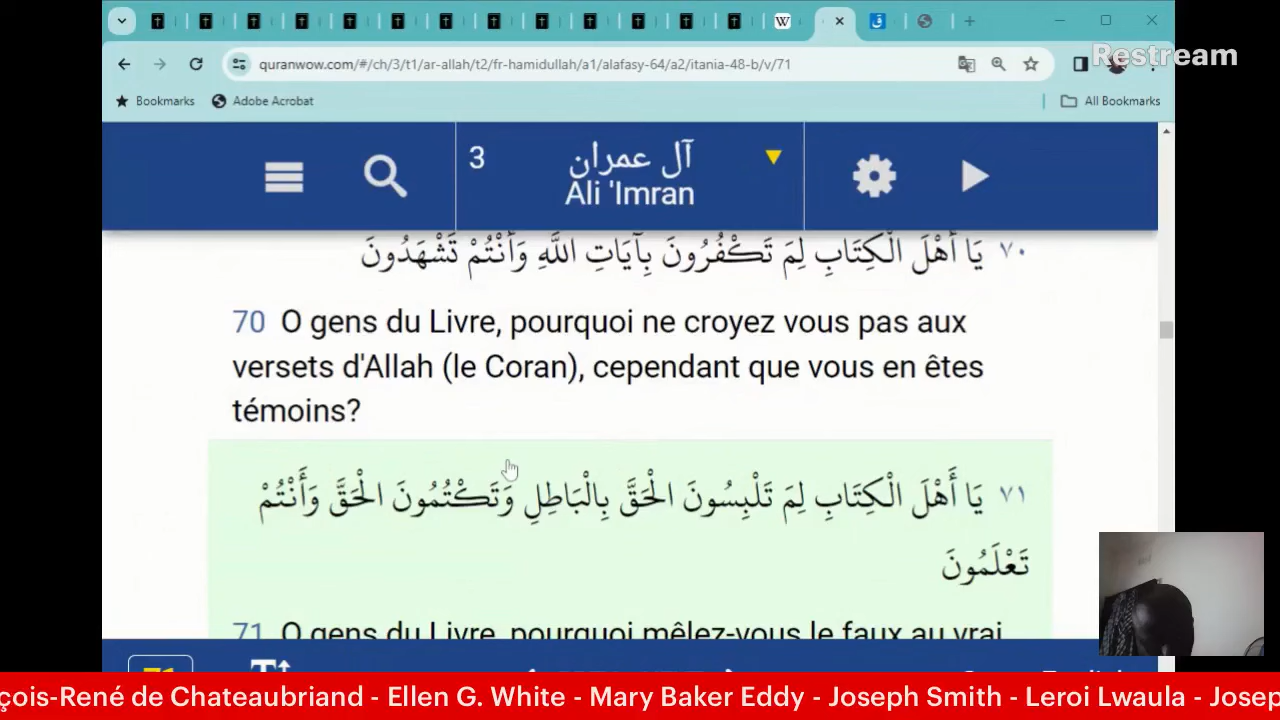 W
ق
Restream
quranwow.com/#/ch/3/t1/ar-allah/t2/fr-hamidullah/a1/alafasy-64/a2/itania-48-b/v/71
Bookmarks
Adobe Acrobat
All Bookmarks
3
آل عمران
Ali 'Imran
٧٠ يَا أَهْلَ الْكِتَابِ لِمَ تَكْفُرُونَ بِآيَاتِ اللَّهِ وَأَنْتُمْ تَشْهَدُونَ
70 O gens du Livre, pourquoi ne croyez vous pas aux
versets d'Allah (le Coran), cependant que vous en êtes
témoins?
٧١ يَا أَهْلَ الْكِتَابِ لِمَ تَلْبِسُونَ الْحَقَّ بِالْبَاطِلِ وَتَكْتُمُونَ الْحَقَّ وَأَنْتُمْ
تَعْلَمُونَ
71 O gens du Livre, pourquoi mêlez-vous le faux au vrai
71
çois-René de Chateaubriand - Ellen G. White - Mary Baker Eddy - Joseph Smith - Leroi Lwaula - Josep